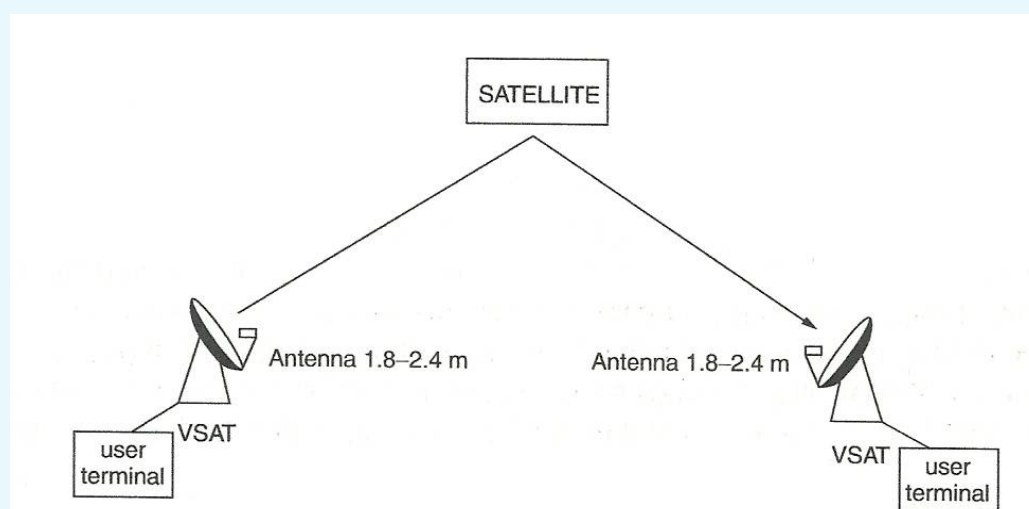 SATELLITE
Antenna 1.8–2.4 m
Antenna 1.8–2.4 m
VSAT
user
terminal
VSAT
user
terminal